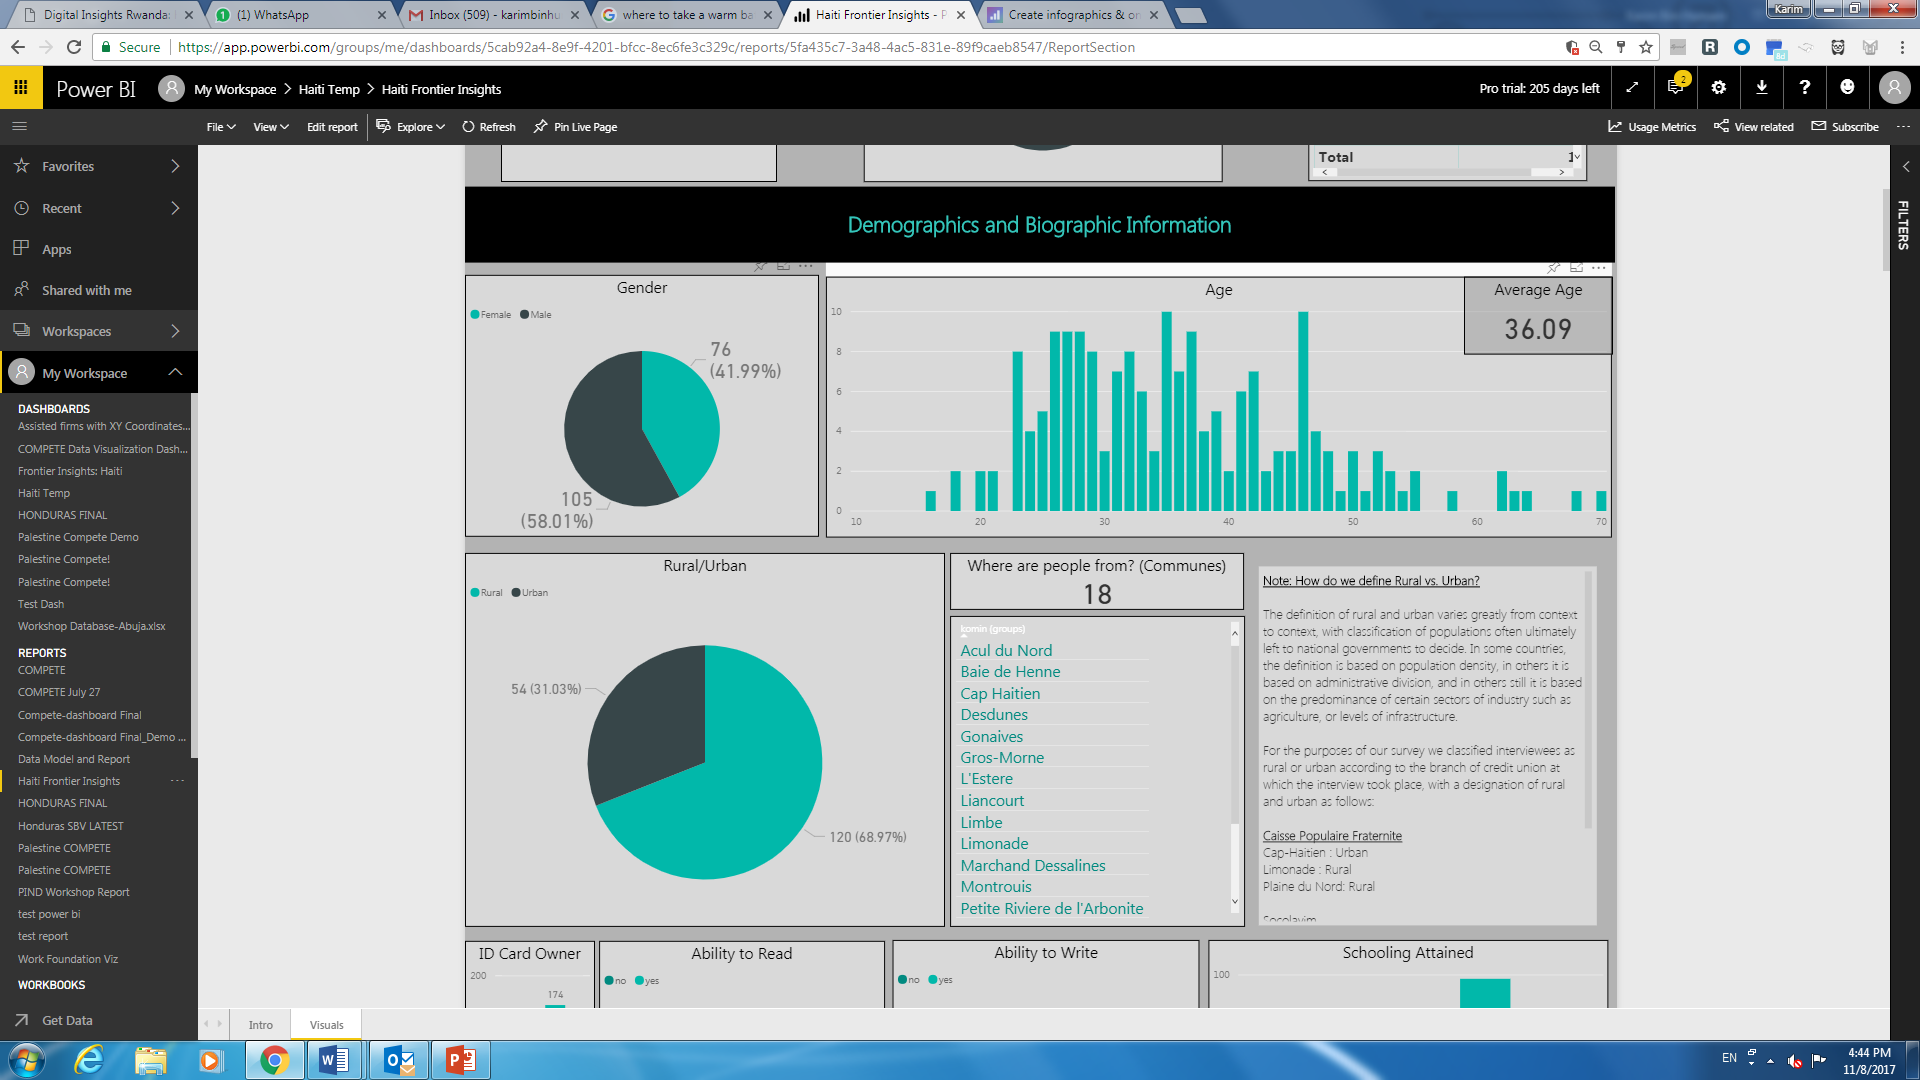 Digital Insights Rwanda:
(1) WhatsApp
Inbox (509) - karimbinhu
where to take a warm ba
Haiti Frontier Insights - P
Create infographics & on
Karim
Secure
https://app.powerbi.com/groups/me/dashboards/5cab92a4-8e9f-4201-bfcc-8ec6fe3c329c/reports/5fa435c7-3a48-4ac5-831e-89f9caeb8547/ReportSection
Power BI
My Workspace > Haiti Temp > Haiti Frontier Insights
Pro trial: 205 days left
2
File
View
Edit report
Explore
Refresh
Pin Live Page
Usage Metrics
View related
Subscribe
Favorites
Recent
Apps
Shared with me
Workspaces
My Workspace
DASHBOARDS
Assisted firms with XY Coordinates...
COMPETE Data Visualization Dash...
Frontier Insights: Haiti
Haiti Temp
HONDURAS FINAL
Palestine Compete Demo
Palestine Compete!
Palestine Compete!
Test Dash
Workshop Database-Abuja.xlsx
REPORTS
COMPETE
COMPETE July 27
Compete-dashboard Final
Compete-dashboard Final_Demo ...
Data Model and Report
Haiti Frontier Insights
HONDURAS FINAL
Honduras SBV LATEST
Palestine COMPETE
Palestine COMPETE
PIND Workshop Report
test power bi
test report
Work Foundation Viz
WORKBOOKS
Get Data
Total
FILTERS
Demographics and Biographic Information
Gender
Female Male
76
(41.99%)
105
(58.01%)
Age
10
8
6
4
2
0
10 20 30 40 50 60 70
Average Age
36.09
Rural/Urban
Rural Urban
54 (31.03%)
120 (68.97%)
Where are people from? (Communes)
18
komin (groups)
Acul du Nord
Baie de Henne
Cap Haitien
Desdunes
Gonaives
Gros-Morne
L'Estere
Liancourt
Limbe
Limonade
Marchand Dessalines
Montrouis
Petite Riviere de l'Arbonite
Note: How do we define Rural vs. Urban?
The definition of rural and urban varies greatly from context
to context, with classification of populations often ultimately
left to national governments to decide. In some countries,
the definition is based on population density, in others it is
based on administrative division, and in others still it is based
on the predominance of certain sectors of industry such as
agriculture, or levels of infrastructure.
For the purposes of our survey we classified interviewees as
rural or urban according to the branch of credit union at
which the interview took place, with a designation of rural
and urban as follows:
Caisse Populaire Fraternite
Cap-Haitien : Urban
Limonade : Rural
Plaine du Nord: Rural
ID Card Owner
200
174
Ability to Read
no yes
Ability to Write
no yes
Schooling Attained
100
Intro
Visuals
EN
4:44 PM
11/8/2017